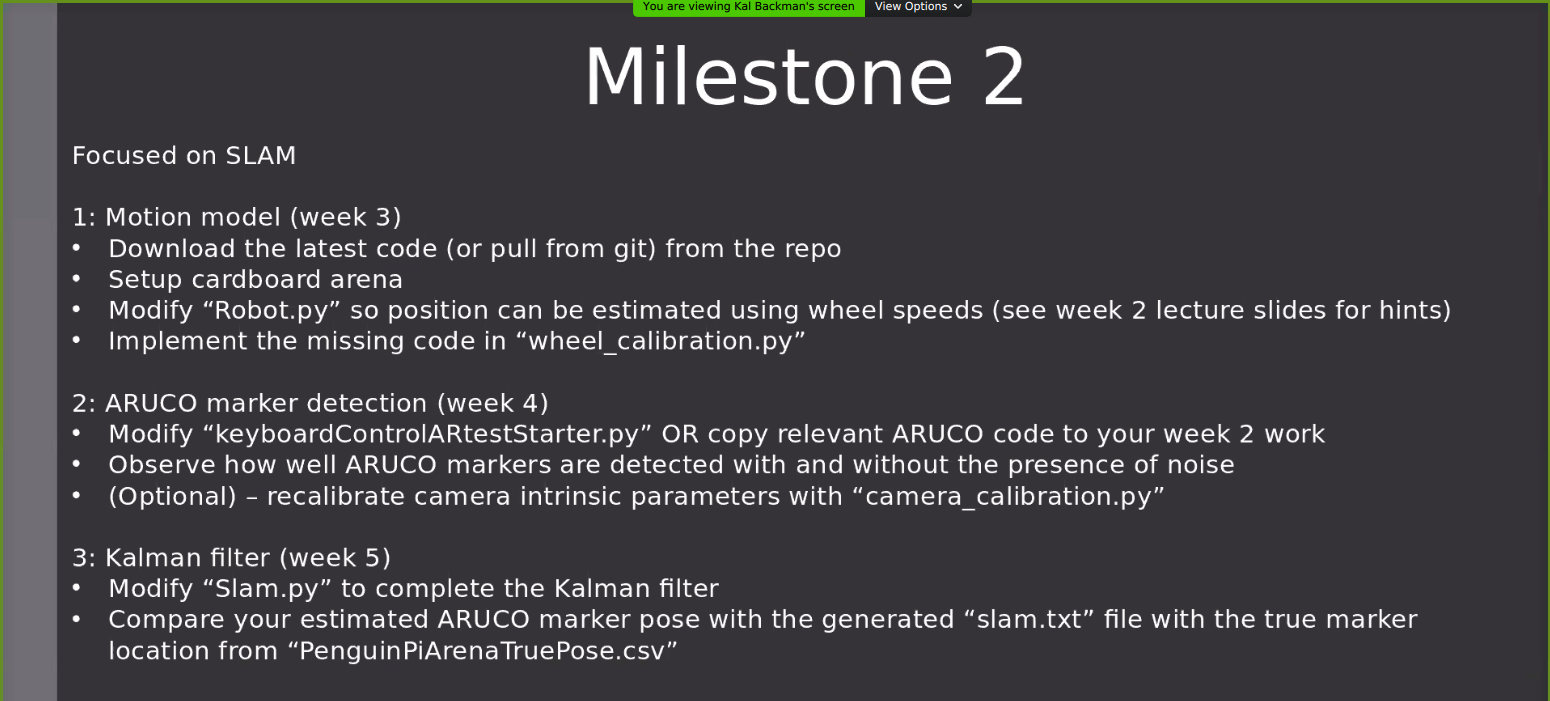 You are viewing Kal Backman's screen View Options
Milestone 2
Focused on SLAM
1: Motion model (week 3)
• Download the latest code (or pull from git) from the repo
• Setup cardboard arena
• Modify “Robot.py” so position can be estimated using wheel speeds (see week 2 lecture slides for hints)
• Implement the missing code in “wheel_calibration.py”
2: ARUCO marker detection (week 4)
• Modify “keyboardControlARtestStarter.py” OR copy relevant ARUCO code to your week 2 work
• Observe how well ARUCO markers are detected with and without the presence of noise
• (Optional) – recalibrate camera intrinsic parameters with “camera_calibration.py”
3: Kalman filter (week 5)
• Modify “Slam.py” to complete the Kalman filter
• Compare your estimated ARUCO marker pose with the generated “slam.txt” file with the true marker
location from “PenguinPiArenaTruePose.csv”